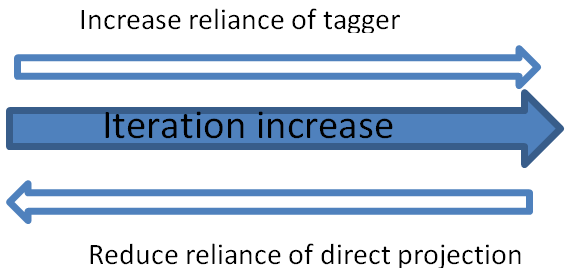 Increase reliance of tagger
Iteration increase
Reduce reliance of direct projection